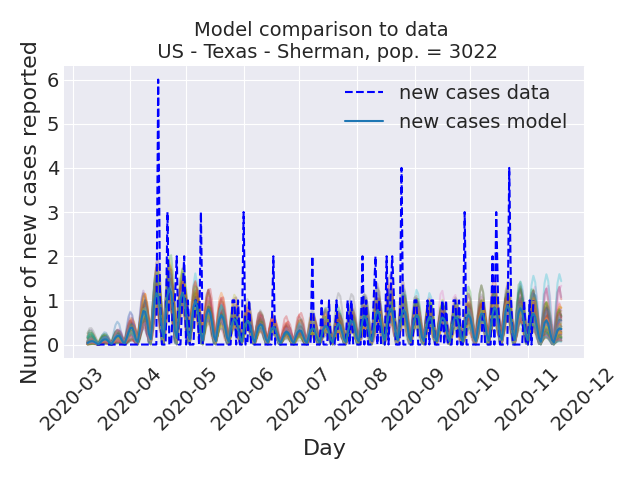 Model comparison to data
US - Texas - Sherman, pop. = 3022
Number of new cases reported
6
5
4
3
2
1
0
new cases data
new cases model
2020-03
2020-04
2020-05
2020-06
2020-07
2020-08
2020-09
2020-10
2020-11
2020-12
Day